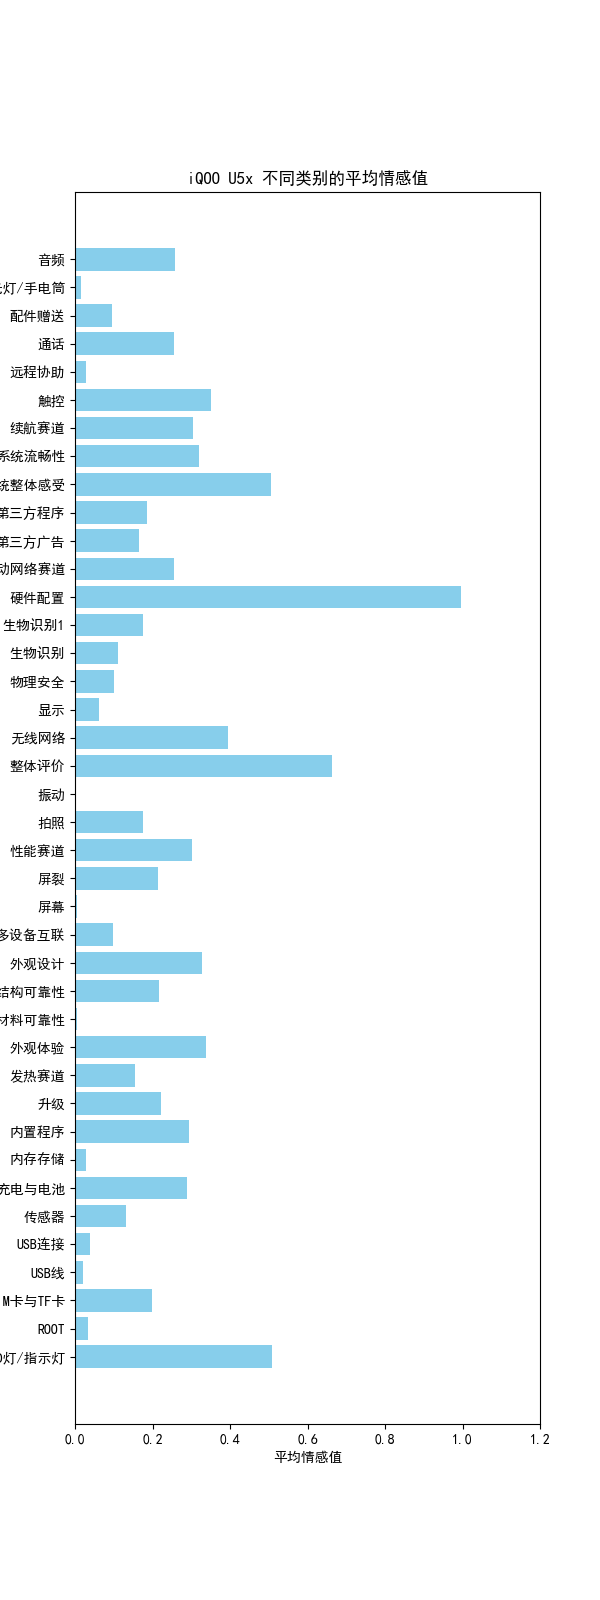 iQOO U5x 不同类别的平均情感值
音频
灯/手电筒
配件赠送
通话
远程协助
触控
续航赛道
系统流畅性
统整体感受
第三方程序
第三方广告
动网络赛道
硬件配置
生物识别1
生物识别
物理安全
显示
无线网络
整体评价
振动
拍照
性能赛道
屏裂
屏幕
多设备互联
外观设计
结构可靠性
材料可靠性
外观体验
发热赛道
升级
内置程序
内存存储
充电与电池
传感器
USB连接
USB线
M卡与TF卡
ROOT
灯/指示灯
0.0 0.2 0.4 0.6 0.8 1.0 1.2
平均情感值